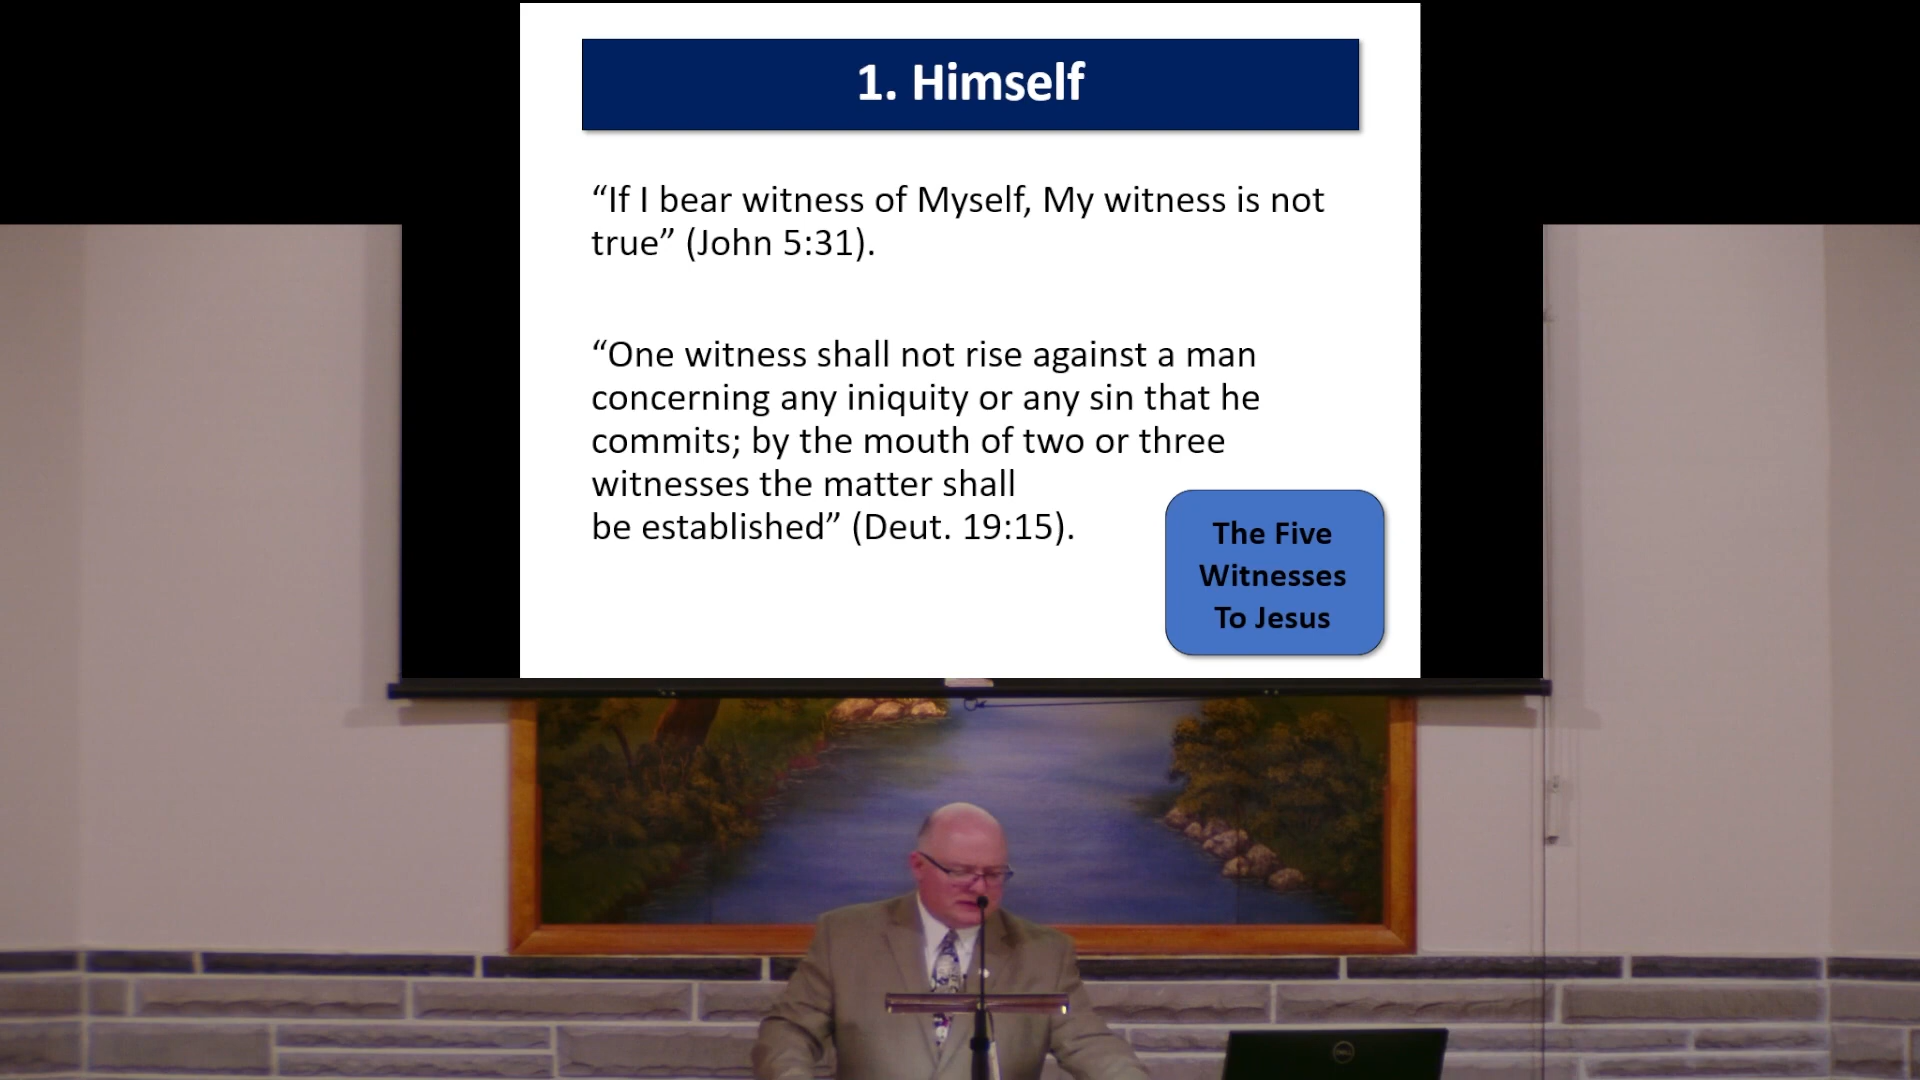 1. Himself
“If I bear witness of Myself, My witness is not
true” (John 5:31).
“One witness shall not rise against a man
concerning any iniquity or any sin that he
commits; by the mouth of two or three
witnesses the matter shall
be established” (Deut. 19:15).
The Five
Witnesses
To Jesus
DELL